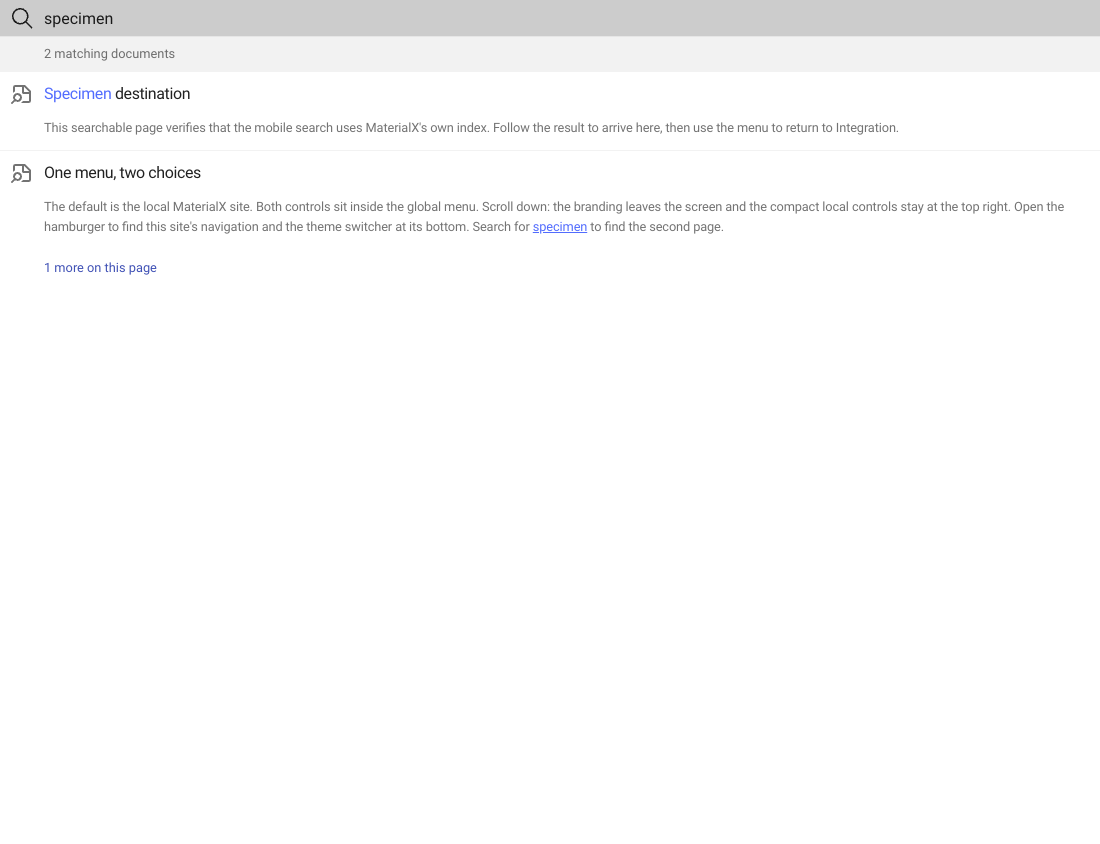 specimen
2 matching documents
Specimen destination
This searchable page verifies that the mobile search uses MaterialX's own index. Follow the result to arrive here, then use the menu to return to Integration.
One menu, two choices
The default is the local MaterialX site. Both controls sit inside the global menu. Scroll down: the branding leaves the screen and the compact local controls stay at the top right. Open the
hamburger to find this site's navigation and the theme switcher at its bottom. Search for specimen to find the second page.
1 more on this page